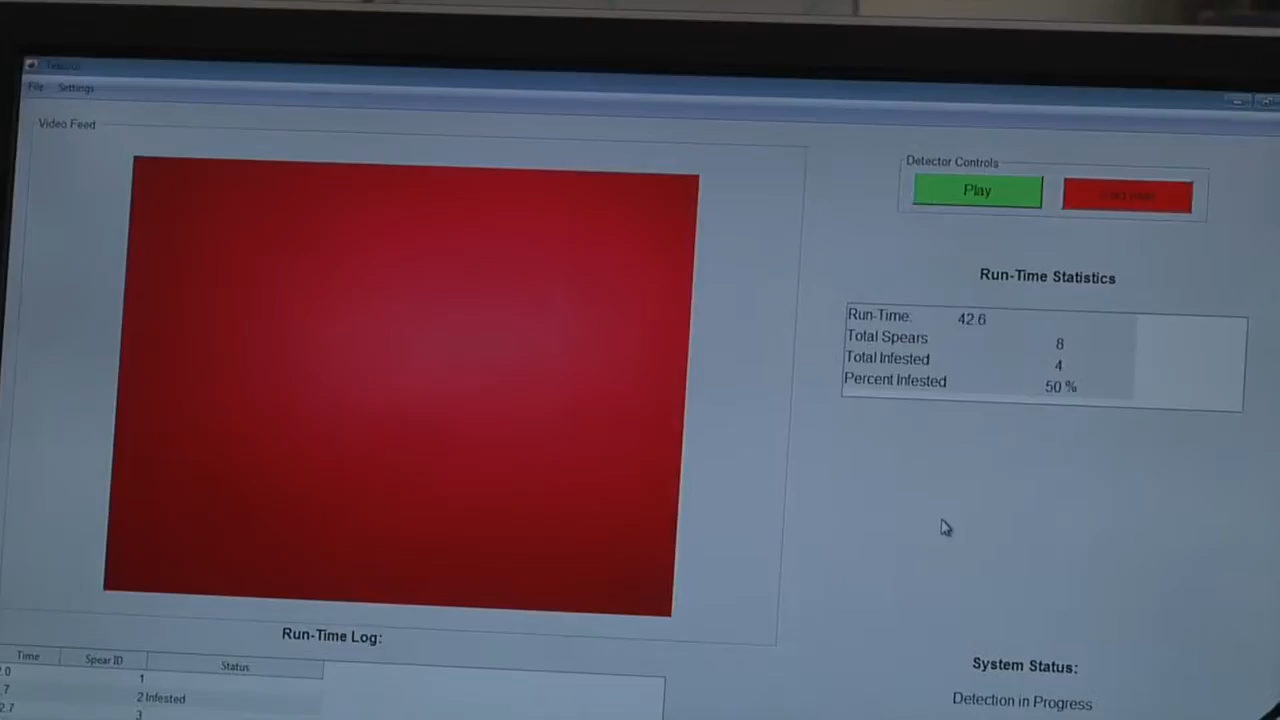 File Settings
Video Feed
Detector Controls
Play
Run-Time Statistics
Run-Time: 42.6
Total Spears 8
Total Infested 4
Percent Infested 50 %
Run-Time Log:
Time Spear ID Status
1
2 Infested
3
System Status:
Detection in Progress